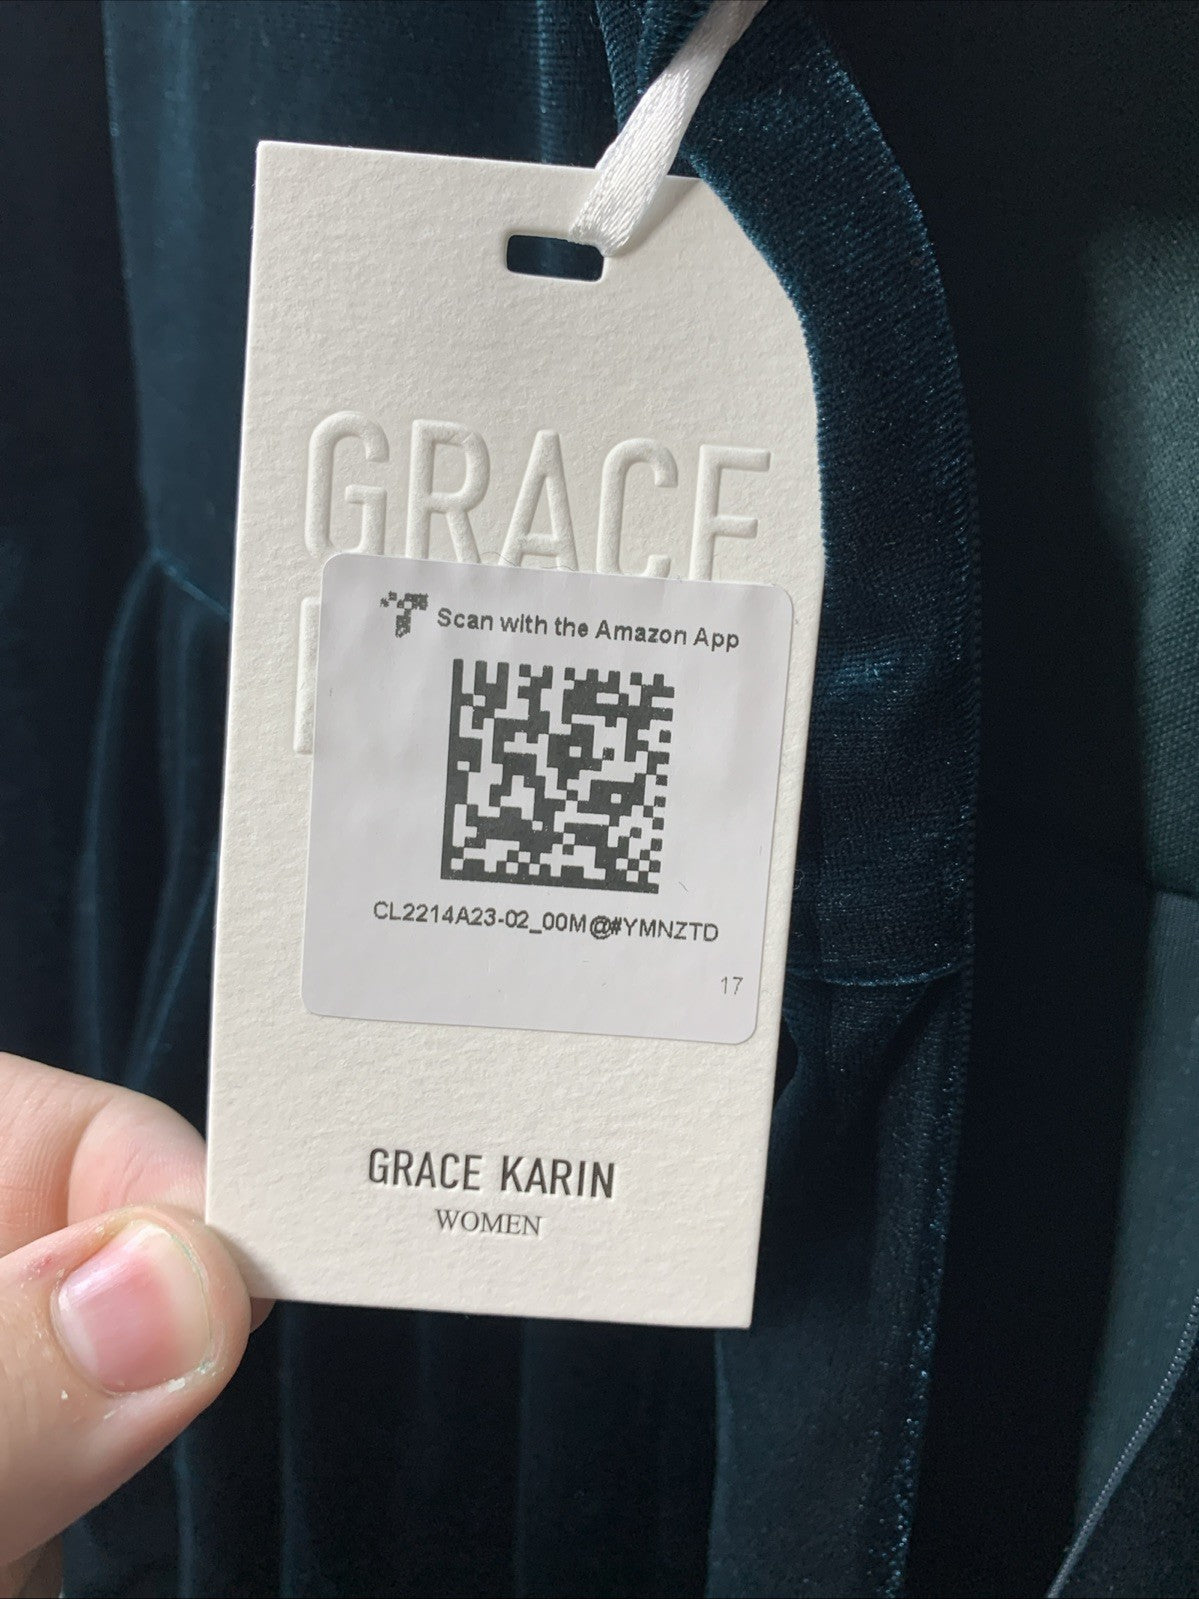 GRACE
Scan with the Amazon App
CL2214A23-02_00M@#YMNZTD
17
GRACE KARIN
WOMEN